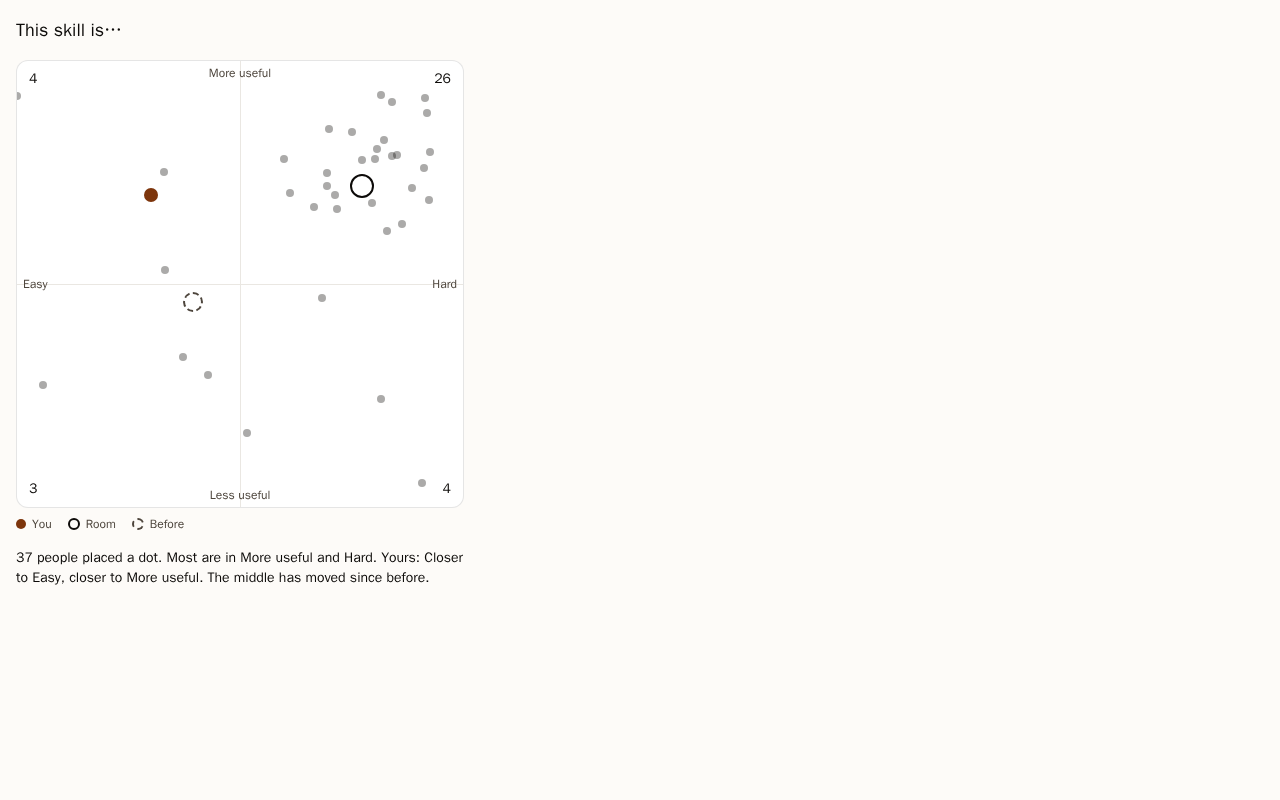 This skill is···
4
More useful
26
Easy
Hard
3
Less useful
4
You
Room
Before
37 people placed a dot. Most are in More useful and Hard. Yours: Closer
to Easy, closer to More useful. The middle has moved since before.